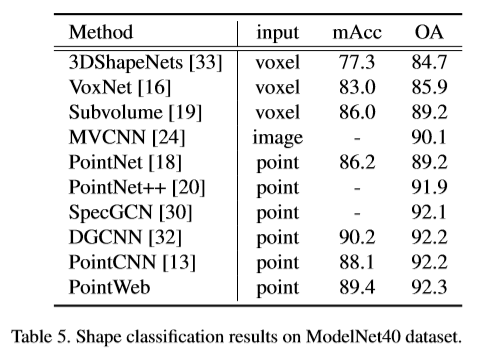 Method input mAcc OA
3DShapeNets [33] voxel 77.3 84.7
VoxNet [16] voxel 83.0 85.9
Subvolume [19] voxel 86.0 89.2
MVCNN [24] image - 90.1
PointNet [18] point 86.2 89.2
PointNet++ [20] point - 91.9
SpecGCN [30] point - 92.1
DGCNN [32] point 90.2 92.2
PointCNN [13] point 88.1 92.2
PointWeb point 89.4 92.3
Table 5. Shape classification results on ModelNet40 dataset.